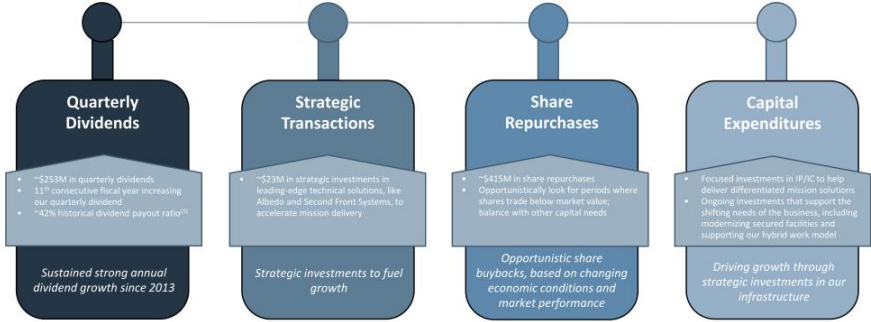 Quarterly
Dividends
• ~$253M in quarterly dividends
• 11th consecutive fiscal year increasing
our quarterly dividend
• ~42% historical dividend payout ratio(1)
Sustained strong annual
dividend growth since 2013
Strategic
Transactions
• ~$23M in strategic investments in
leading-edge technical solutions, like
Albedo and Second Front Systems, to
accelerate mission delivery
Strategic investments to fuel
growth
Share
Repurchases
• ~$415M in share repurchases
• Opportunistically look for periods where
shares trade below market value;
balance with other capital needs
Opportunistic share
buybacks, based on changing
economic conditions and
market performance
Capital
Expenditures
• Focused investments in IP/IC to help
deliver differentiated mission solutions
• Ongoing investments that support the
shifting needs of the business, including
modernizing secured facilities and
supporting our hybrid work model
Driving growth through
strategic investments in our
infrastructure